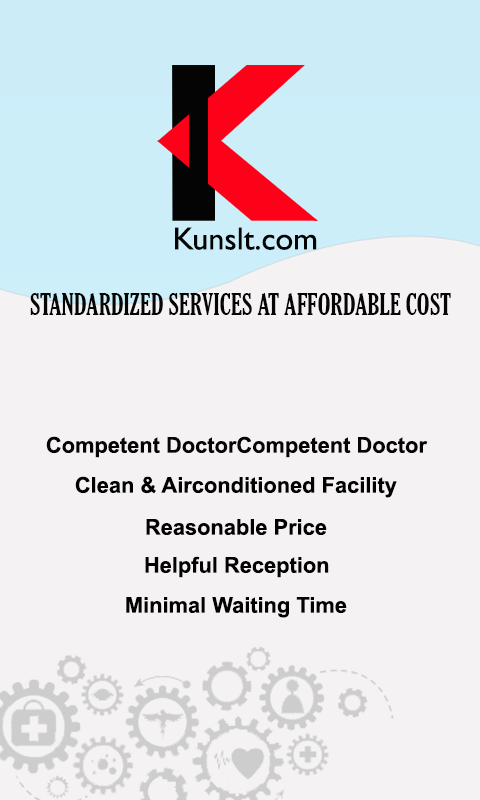 KunsIt.com
STANDARDIZED SERVICES AT AFFORDABLE COST
Competent DoctorCompetent Doctor
Clean & Airconditioned Facility
Reasonable Price
Helpful Reception
Minimal Waiting Time